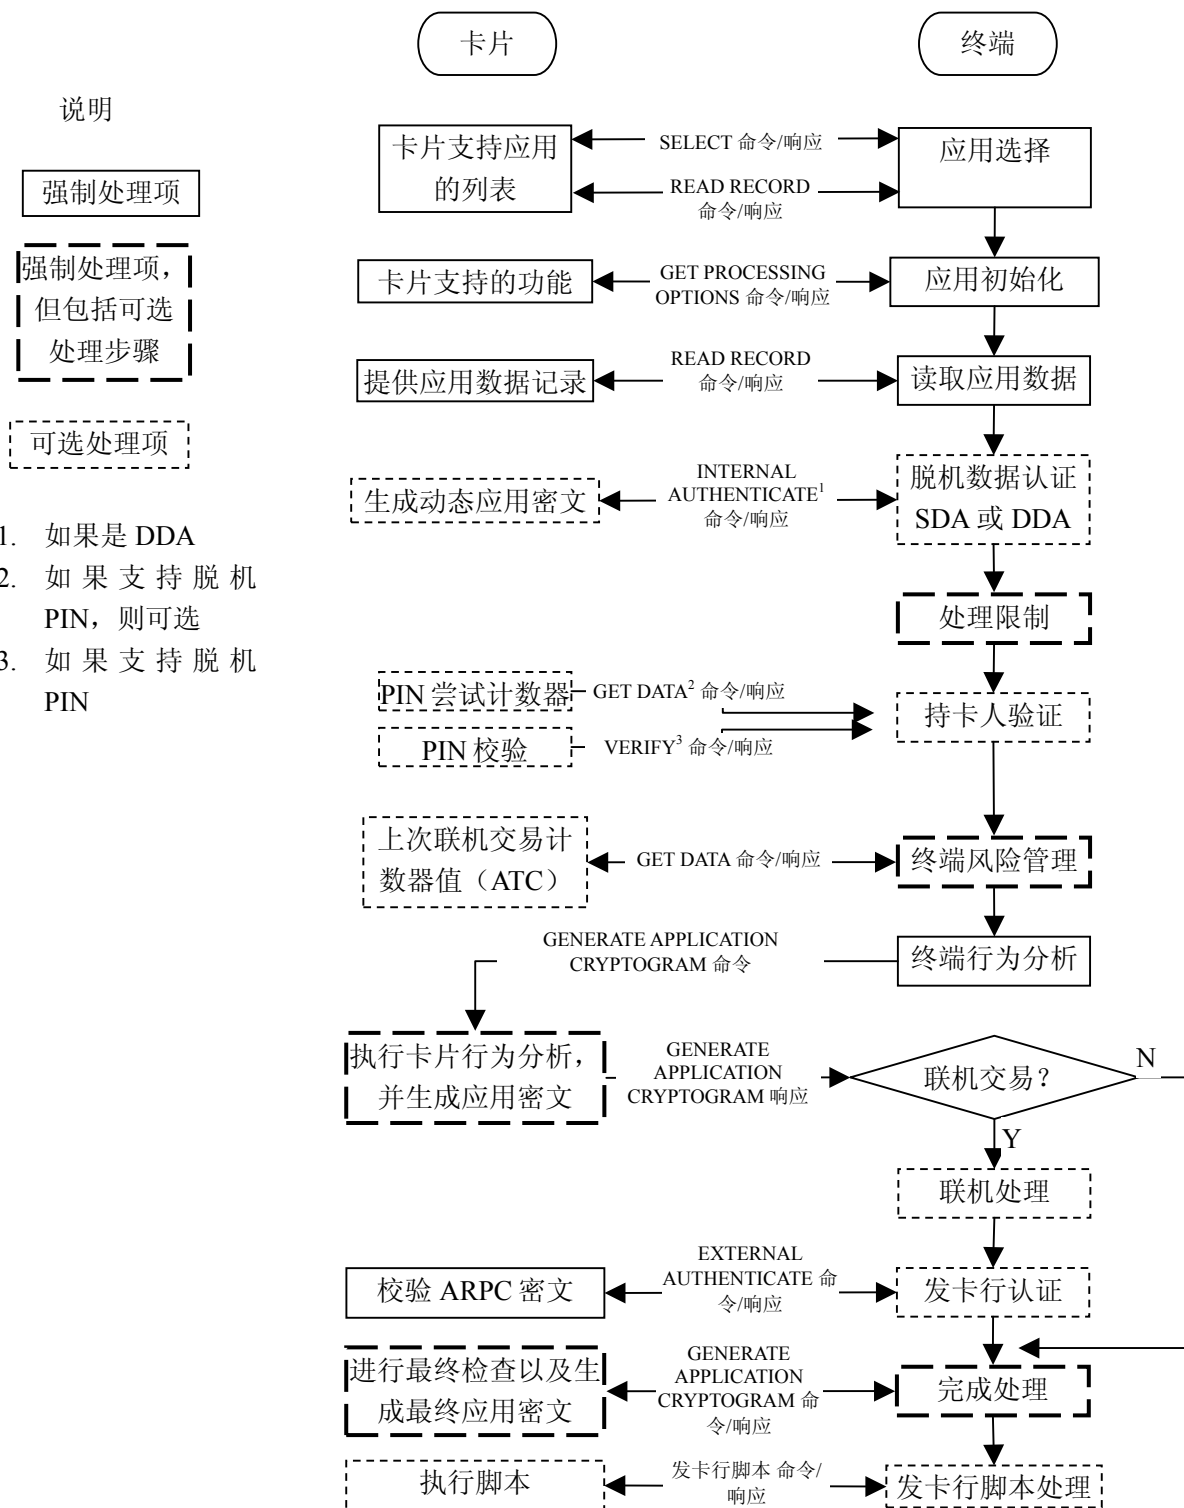 卡片
终端
说明
强制处理项
强制处理项，
但包括可选
处理步骤
可选处理项
1. 如果是 DDA
2. 如果支持脱机
PIN，则可选
3. 如果支持脱机
PIN
卡片支持应用
的列表
SELECT 命令/响应
READ RECORD
命令/响应
应用选择
卡片支持的功能
GET PROCESSING
OPTIONS 命令/响应
应用初始化
提供应用数据记录
READ RECORD
命令/响应
读取应用数据
生成动态应用密文
INTERNAL
AUTHENTICATE1
命令/响应
脱机数据认证
SDA 或 DDA
处理限制
PIN 尝试计数器
GET DATA2 命令/响应
持卡人验证
PIN 校验
VERIFY3 命令/响应
上次联机交易计
数器值（ATC）
GET DATA 命令/响应
终端风险管理
GENERATE APPLICATION
CRYPTOGRAM 命令
终端行为分析
执行卡片行为分析，
并生成应用密文
GENERATE
APPLICATION
CRYPTOGRAM 响应
联机交易？
N
Y
联机处理
校验 ARPC 密文
EXTERNAL
AUTHENTICATE 命
令/响应
发卡行认证
进行最终检查以及生
成最终应用密文
GENERATE
APPLICATION
CRYPTOGRAM 命
令/响应
完成处理
执行脚本
发卡行脚本 命令/
响应
发卡行脚本处理